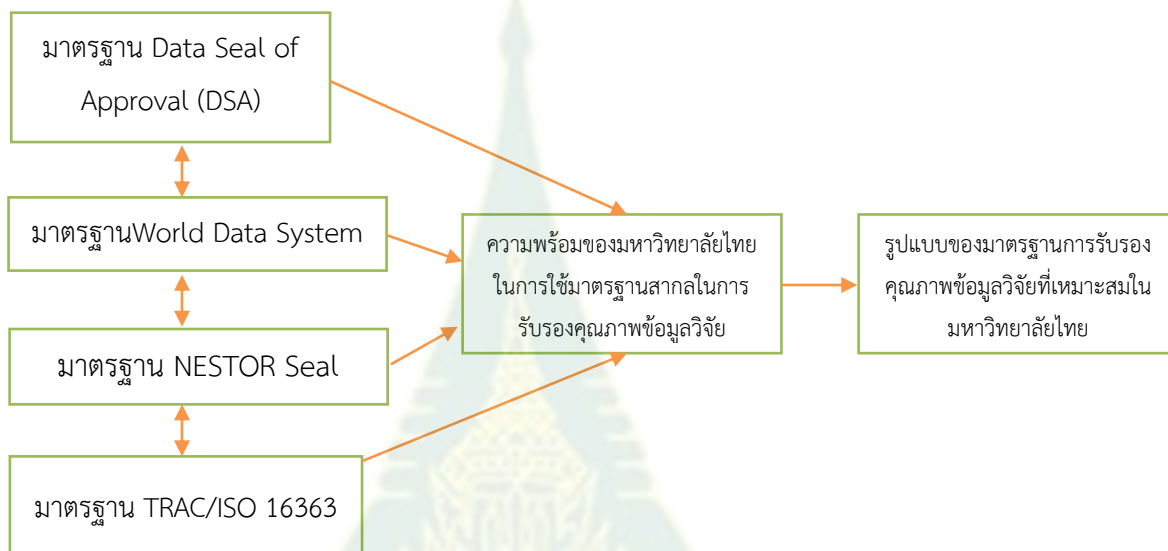 มาตรฐาน Data Seal of
Approval (DSA)
มาตรฐานWorld Data System
มาตรฐาน NESTOR Seal
มาตรฐาน TRAC/ISO 16363
ความพร้อมของมหาวิทยาลัยไทย
ในการใช้มาตรฐานสากลในการ
รับรองคุณภาพข้อมูลวิจัย
รูปแบบของมาตรฐานการรับรอง
คุณภาพข้อมูลวิจัยที่เหมาะสมใน
มหาวิทยาลัยไทย